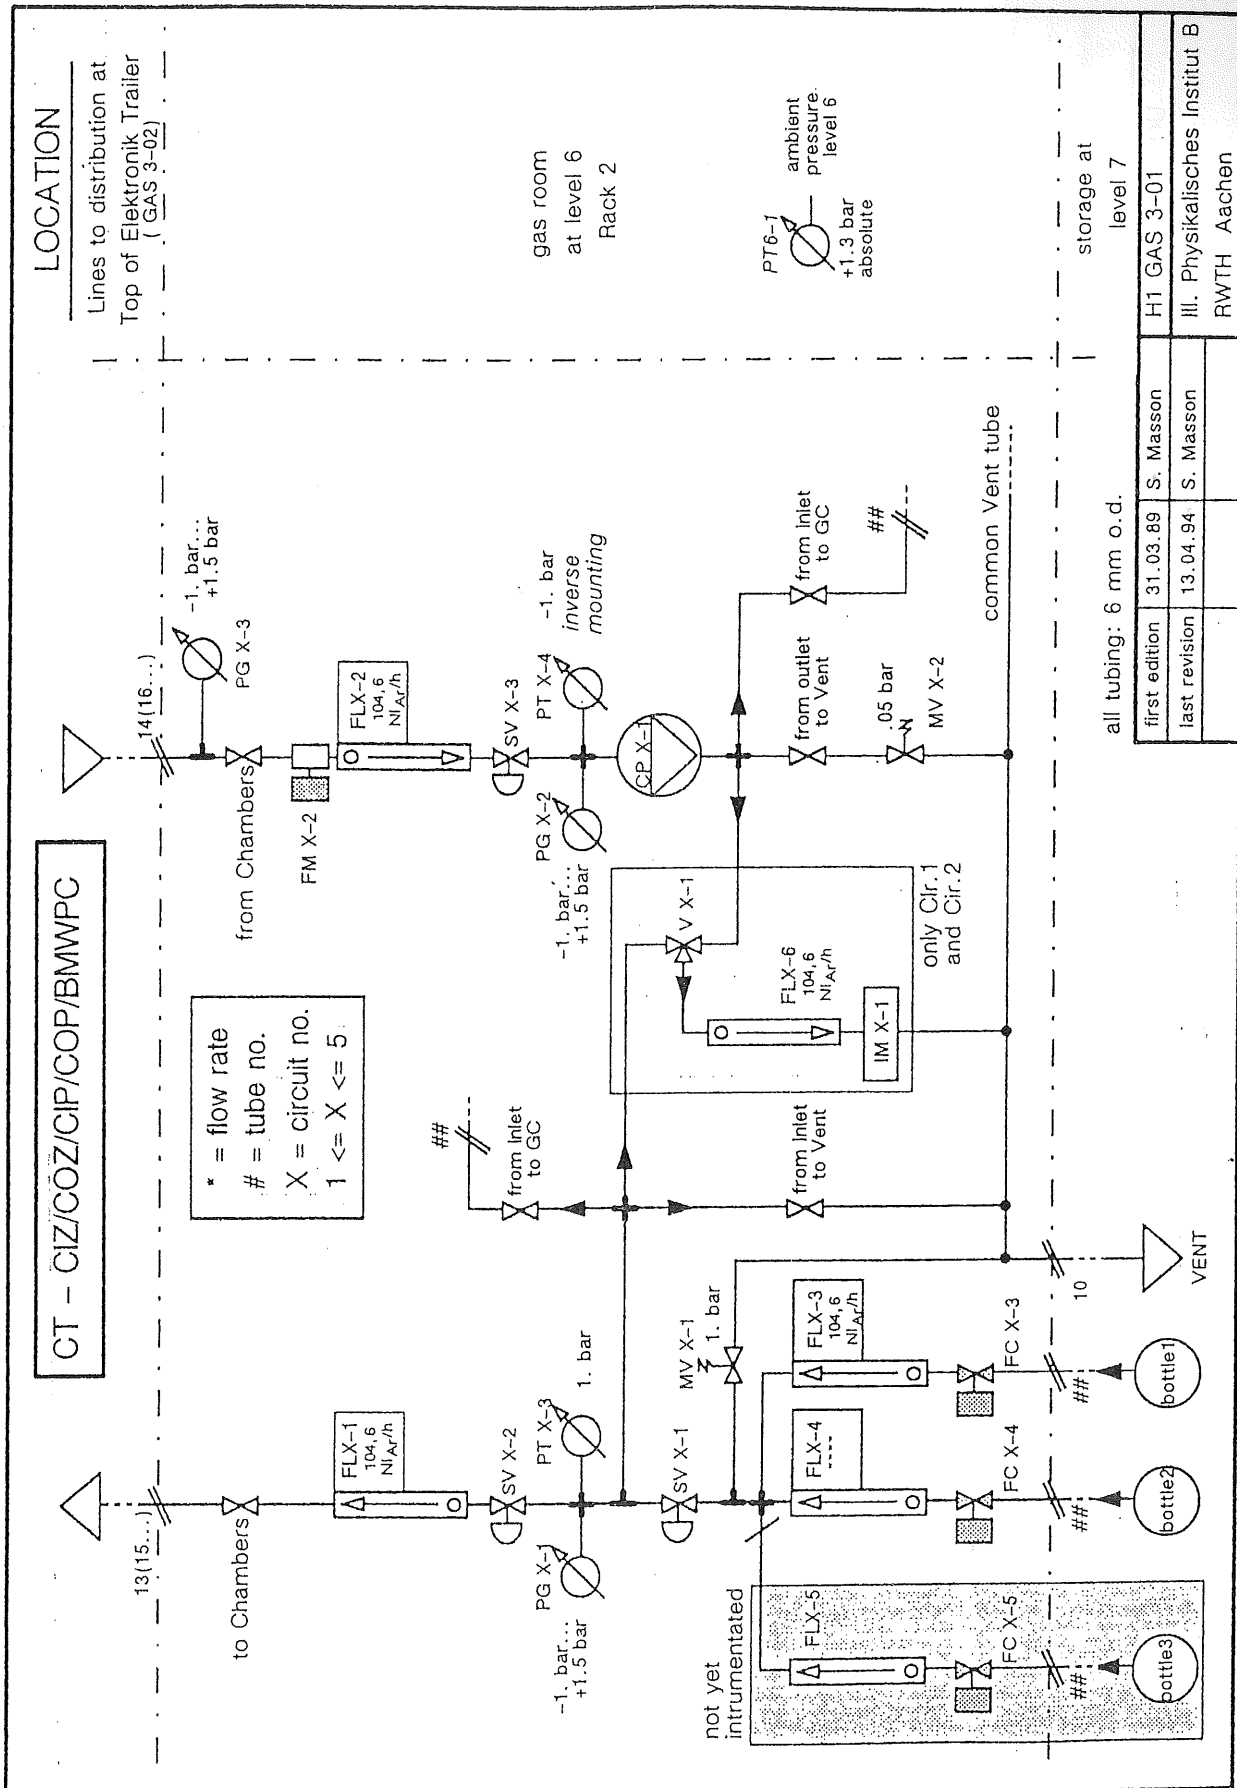 CT – CIZ/COZ/CIP/COP/BMWPC
LOCATION
Lines to distribution at
Top of Elektronik Trailer
( GAS 3-02)
13(15...)
14(16...)
to Chambers
from Chambers
-1. bar...
+1.5 bar
PG X-3
* = flow rate
# = tube no.
X = circuit no.
1 <= X <= 5
FM X-2
FLX-1
104,6
NlAr/h
FLX-2
104,6
NlAr/h
SV X-2
SV X-3
-1. bar...
+1.5 bar
PG X-1
PT X-3
1. bar
-1. bar...
+1.5 bar
PG X-2
PT X-4
-1. bar
inverse
mounting
gas room
at level 6
Rack 2
##
from Inlet
to GC
CP X-1
V X-1
FLX-6
104,6
NlAr/h
IM X-1
only Cir.1
and Cir.2
SV X-1
MV X-1
1. bar
from Inlet
to Vent
from outlet
to Vent
from Inlet
to GC
##
.05 bar
MV X-2
PT6-1
+1.3 bar
absolute
ambient
pressure
level 6
not yet
intrumentated
FLX-5
FLX-4
----
FLX-3
104,6
NlAr/h
FC X-5
FC X-4
FC X-3
common Vent tube
##
##
##
10
bottle3
bottle2
bottle1
VENT
storage at
level 7
all tubing: 6 mm o.d.
first edition 31.03.89 S. Masson H1 GAS 3-01
last revision 13.04.94 S. Masson III. Physikalisches Institut B
RWTH Aachen